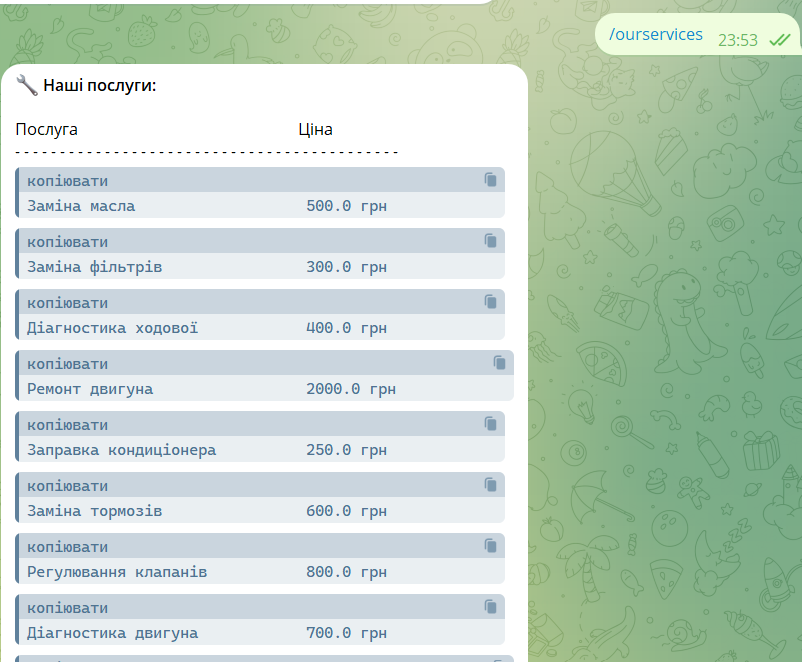 /ourservices 23:53
🔧 Наші послуги:
Послуга Ціна
- - - - - - - - - - - - - - - - - - - - - - - - - - - - - - - - - - - - - - - - - - -
копіювати
Заміна масла 500.0 грн
копіювати
Заміна фільтрів 300.0 грн
копіювати
Діагностика ходової 400.0 грн
копіювати
Ремонт двигуна 2000.0 грн
копіювати
Заправка кондиціонера 250.0 грн
копіювати
Заміна тормозів 600.0 грн
копіювати
Регулювання клапанів 800.0 грн
копіювати
Діагностика двигуна 700.0 грн